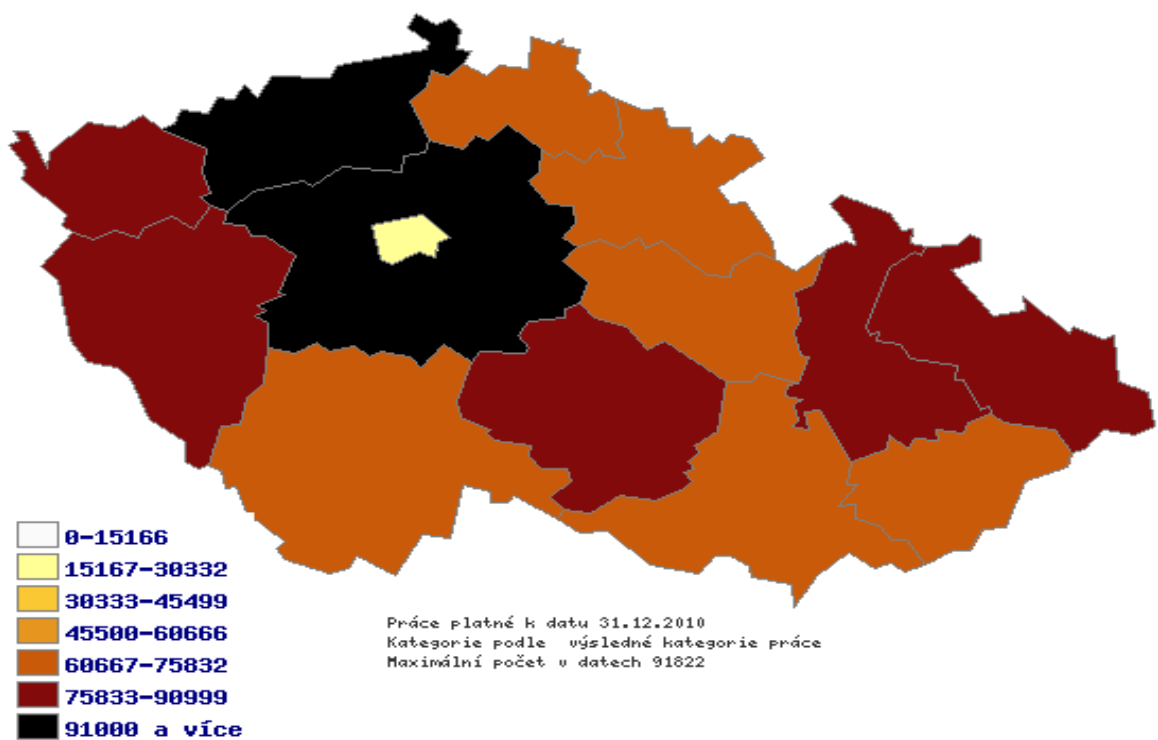 0-15166
15167-30332
30333-45499
45500-60666
60667-75832
75833-90999
91000 a více
Práce platné k datu 31.12.2010
Kategorie podle výsledné kategorie práce
Maximální počet v datech 91822